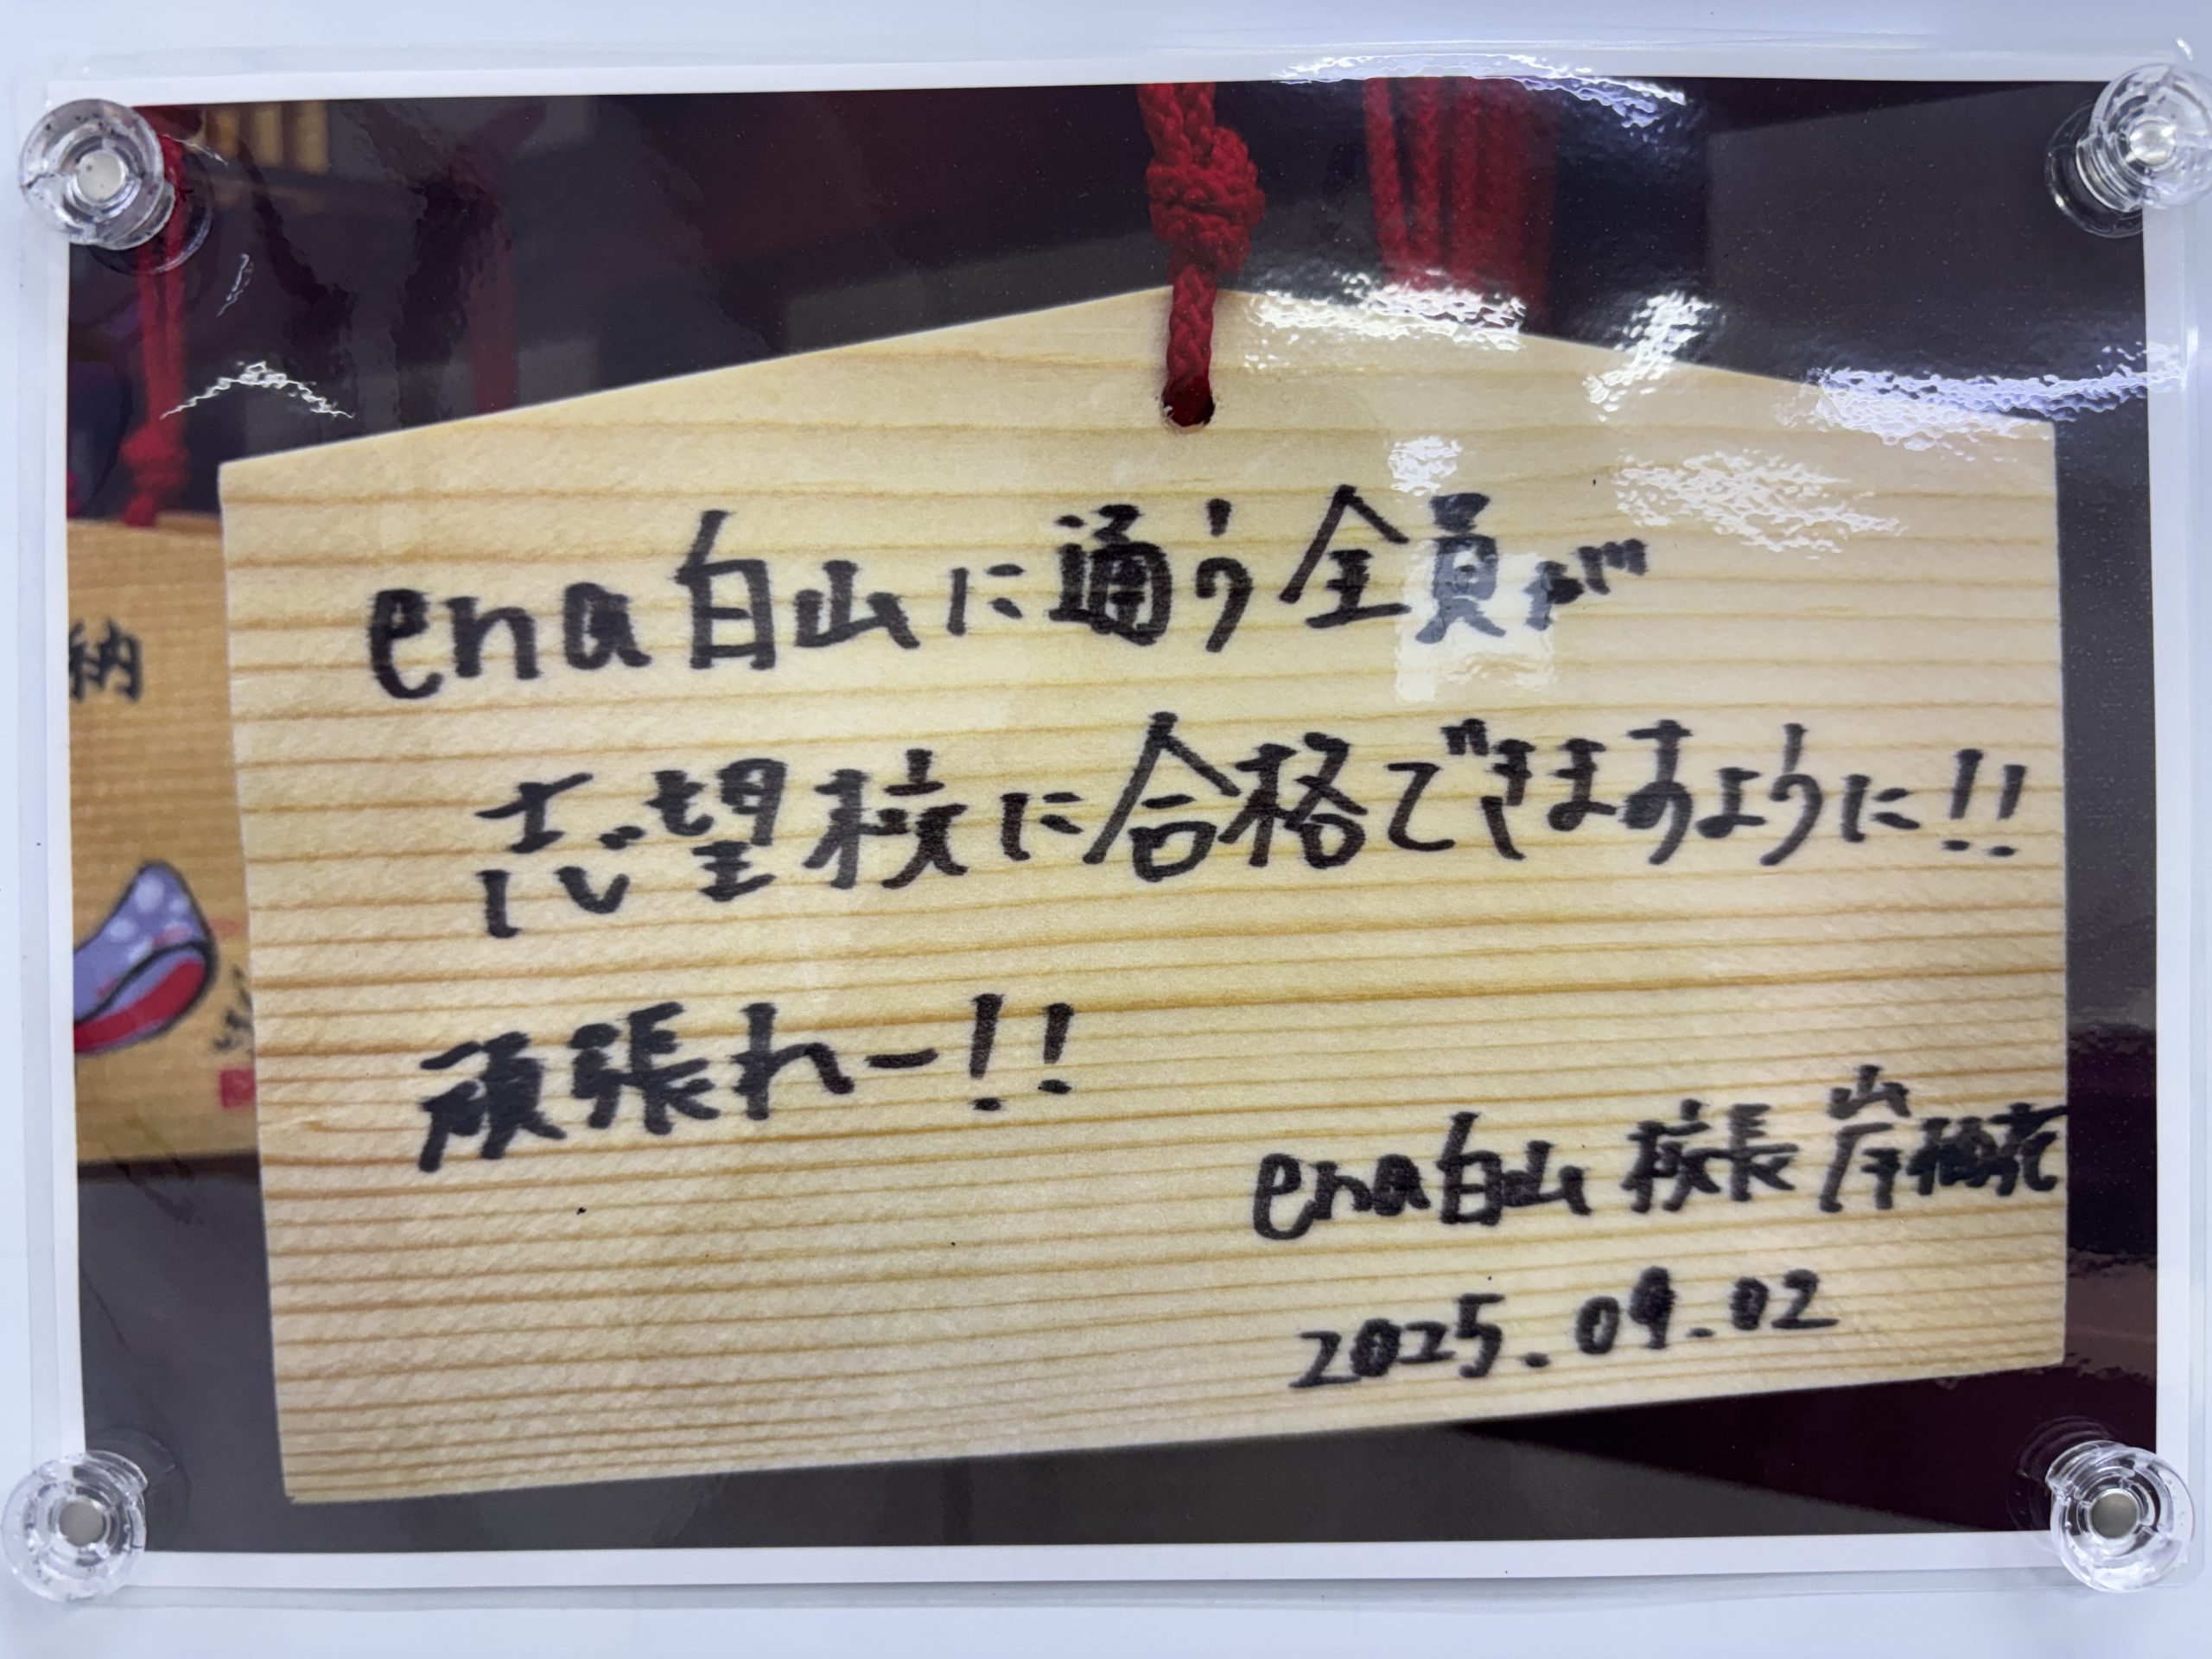 ena白山に通う全員が
志望校に合格できますように!!
頑張れー!!
ena白山 校長 岸
2025.09.02
納